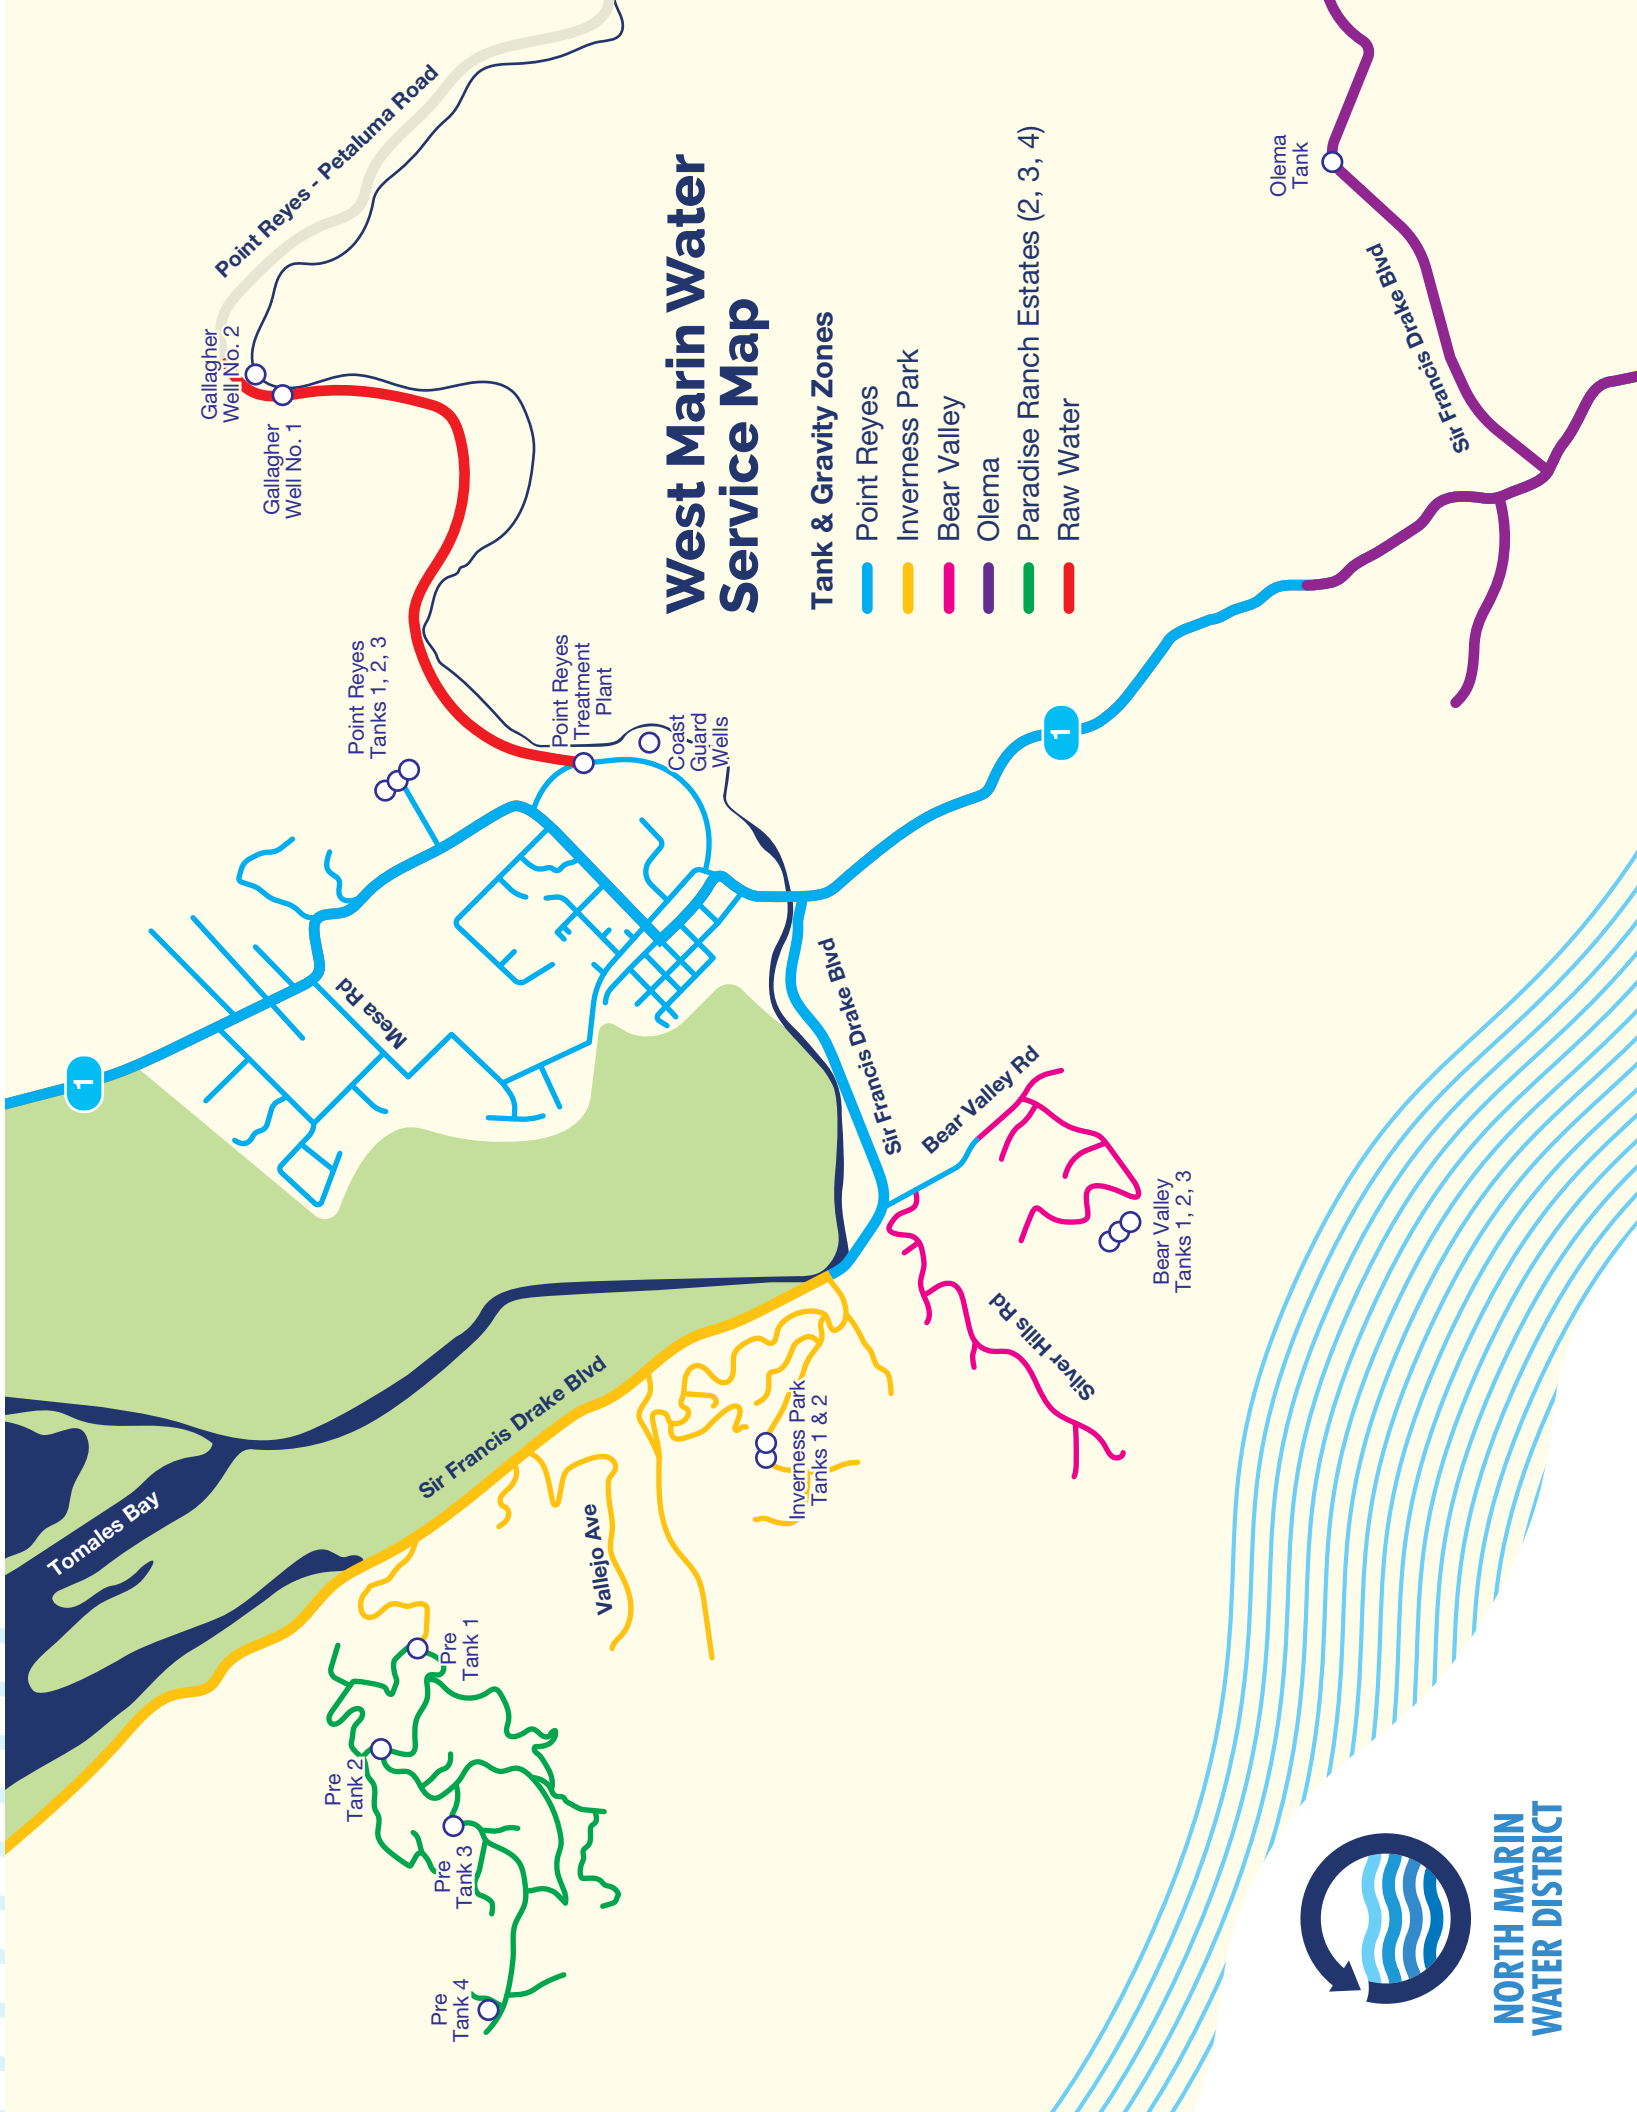 West Marin Water
Service Map
Tank & Gravity Zones
Point Reyes
Inverness Park
Bear Valley
Olema
Paradise Ranch Estates (2, 3, 4)
Raw Water
Point Reyes - Petaluma Road
Gallagher
Well No. 2
Gallagher
Well No. 1
Point Reyes
Tanks 1, 2, 3
Point Reyes
Treatment
Plant
Coast
Guard
Wells
1
Mesa Rd
1
Sir Francis Drake Blvd
Olema
Tank
Sir Francis Drake Blvd
Bear Valley Rd
Bear Valley
Tanks 1, 2, 3
Silver Hills Rd
Inverness Park
Tanks 1 & 2
Sir Francis Drake Blvd
Vallejo Ave
Tomales Bay
Pre
Tank 1
Pre
Tank 2
Pre
Tank 3
Pre
Tank 4
NORTH MARIN
WATER DISTRICT